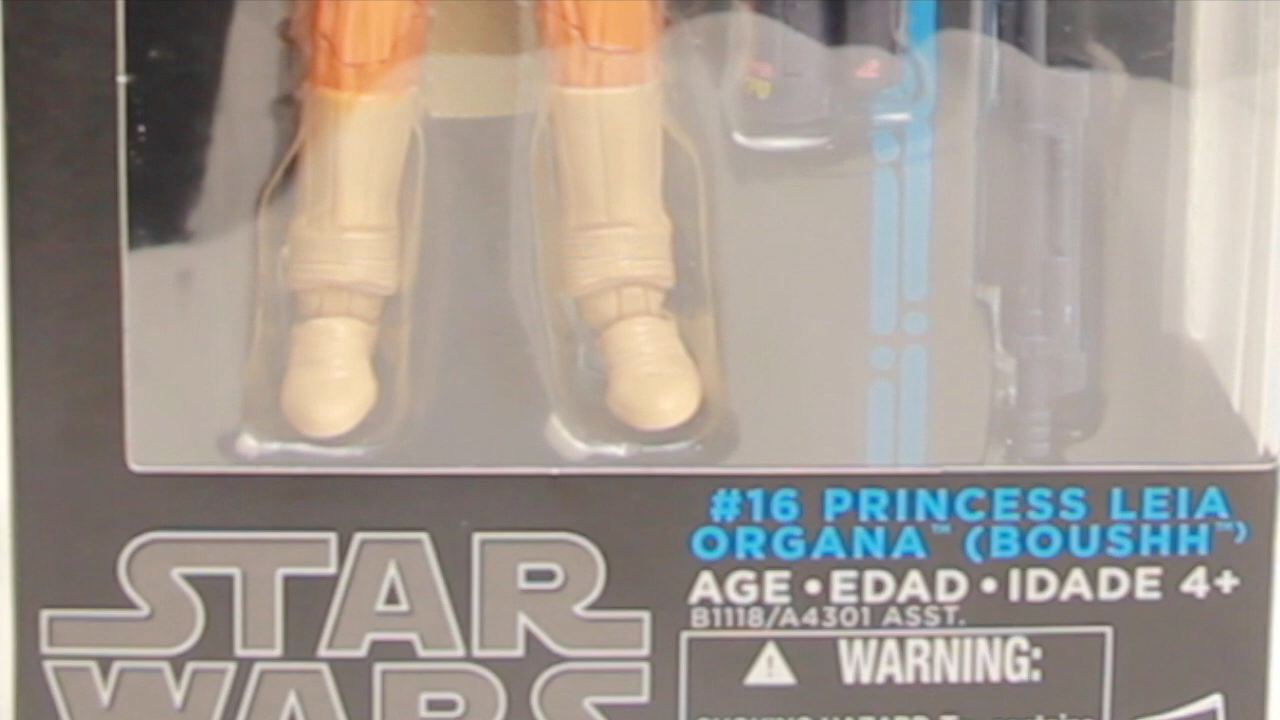 #16 PRINCESS LEIA
ORGANA™ (BOUSHH™)
AGE • EDAD • IDADE 4+
B1118/A4301 ASST.
STAR
WARS
WARNING: